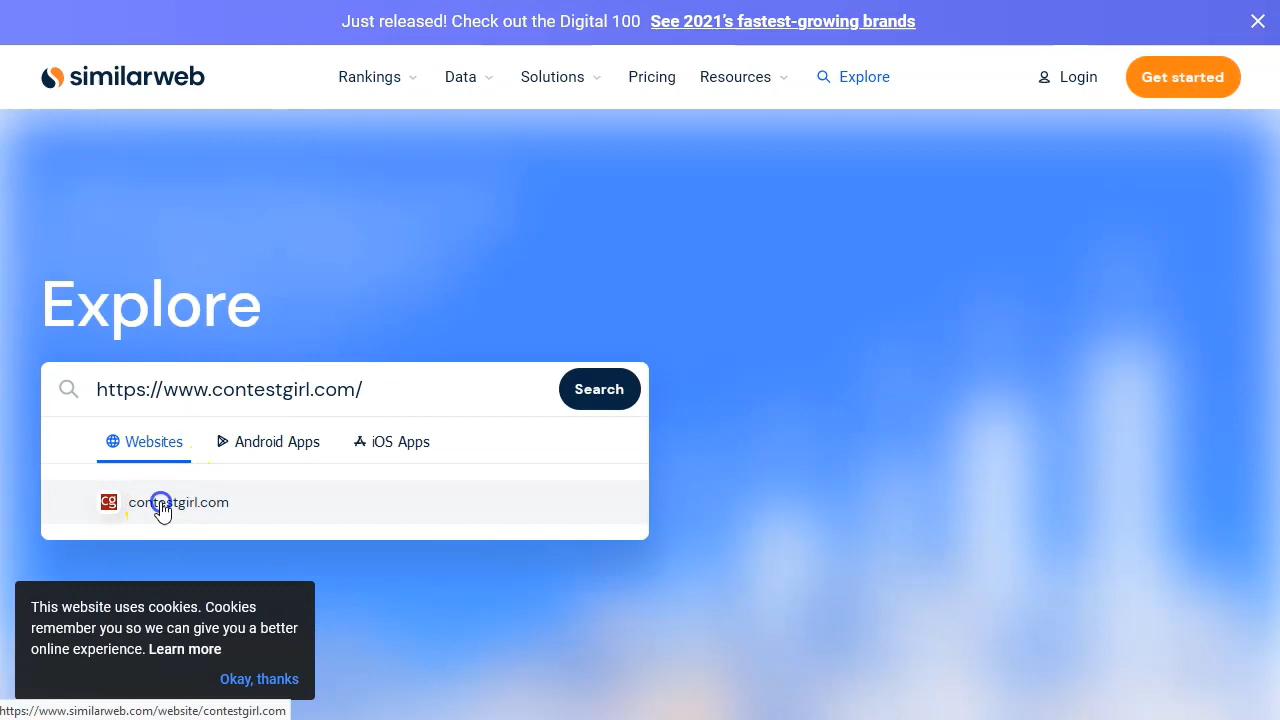 Just released! Check out the Digital 100 See 2021's fastest-growing brands
similarweb Rankings Data Solutions Pricing Resources Explore Login Get started
Explore
https://www.contestgirl.com/ Search
Websites Android Apps iOS Apps
cg contestgirl.com
This website uses cookies. Cookies
remember you so we can give you a better
online experience. Learn more
Okay, thanks
https://www.similarweb.com/website/contestgirl.com